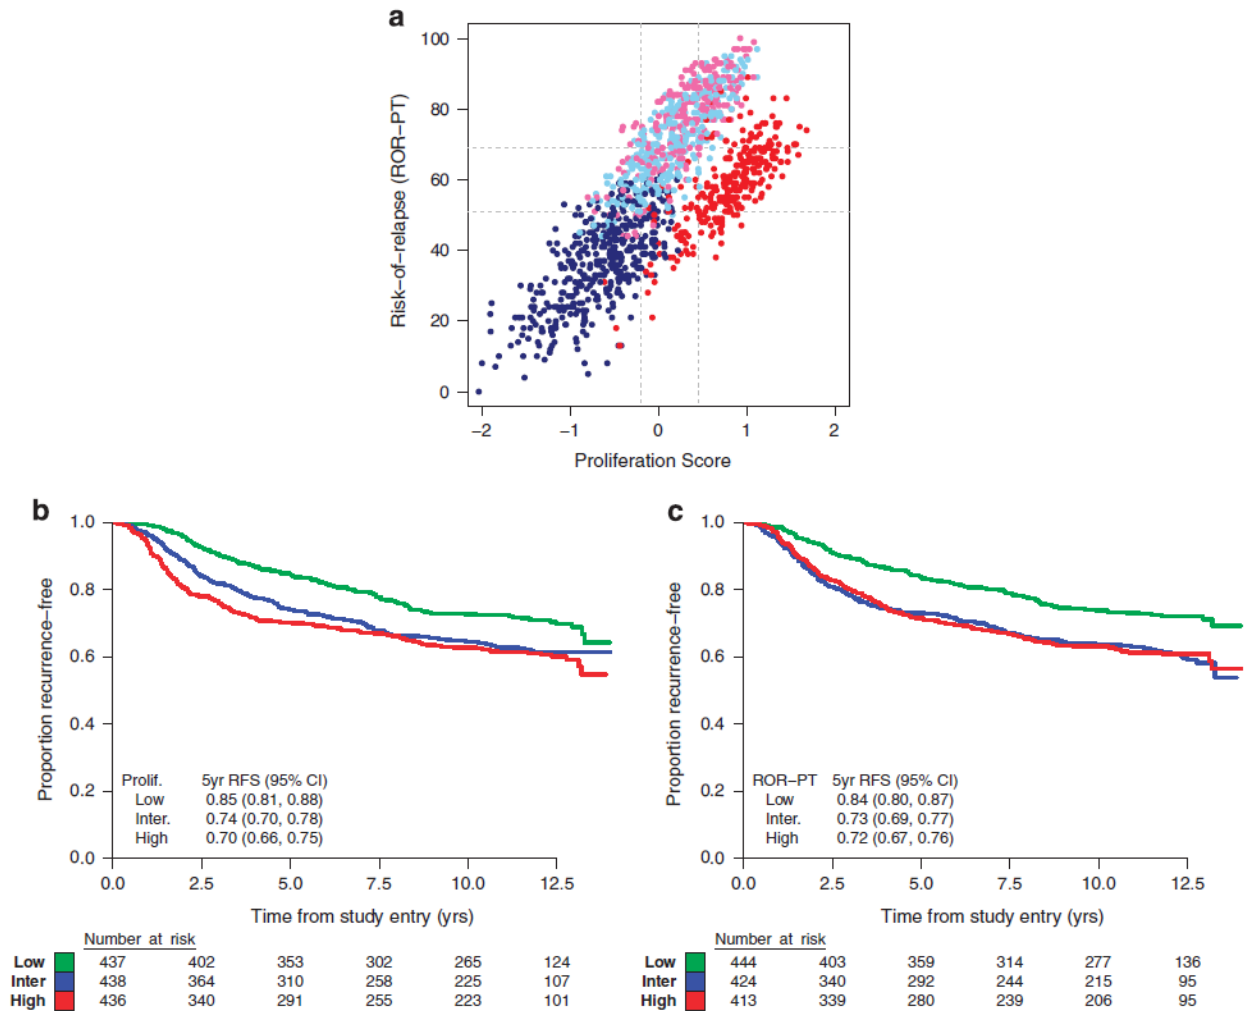 a
Risk-of-relapse (ROR-PT)
100
80
60
40
20
0
-2 -1 0 1 2
Proliferation Score
b
Proportion recurrence-free
1.0
0.8
0.6
0.4
0.2
0.0
Prolif. 5yr RFS (95% CI)
Low 0.85 (0.81, 0.88)
Inter. 0.74 (0.70, 0.78)
High 0.70 (0.66, 0.75)
0.0 2.5 5.0 7.5 10.0 12.5
Time from study entry (yrs)
Number at risk
Low 437 402 353 302 265 124
Inter 438 364 310 258 225 107
High 436 340 291 255 223 101
c
Proportion recurrence-free
1.0
0.8
0.6
0.4
0.2
0.0
ROR-PT 5yr RFS (95% CI)
Low 0.84 (0.80, 0.87)
Inter. 0.73 (0.69, 0.77)
High 0.72 (0.67, 0.76)
0.0 2.5 5.0 7.5 10.0 12.5
Time from study entry (yrs)
Number at risk
Low 444 403 359 314 277 136
Inter 424 340 292 244 215 95
High 413 339 280 239 206 95